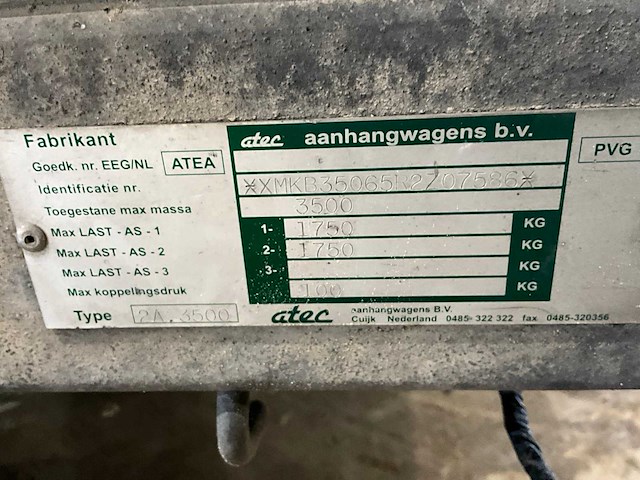 Fabrikant atec aanhangwagens b.v.
Goedk. nr. EEG/NL ATEA PVG
Identificatie nr.
Toegestane max massa 3500
Max LAST - AS - 1 1- 1750 KG
Max LAST - AS - 2 2- 1750 KG
Max LAST - AS - 3 3- KG
Max koppelingsdruk 100 KG
Type 2A.3500 atec aanhangwagens B.V.
Cuijk Nederland 0485- 322 322 fax 0485-320356